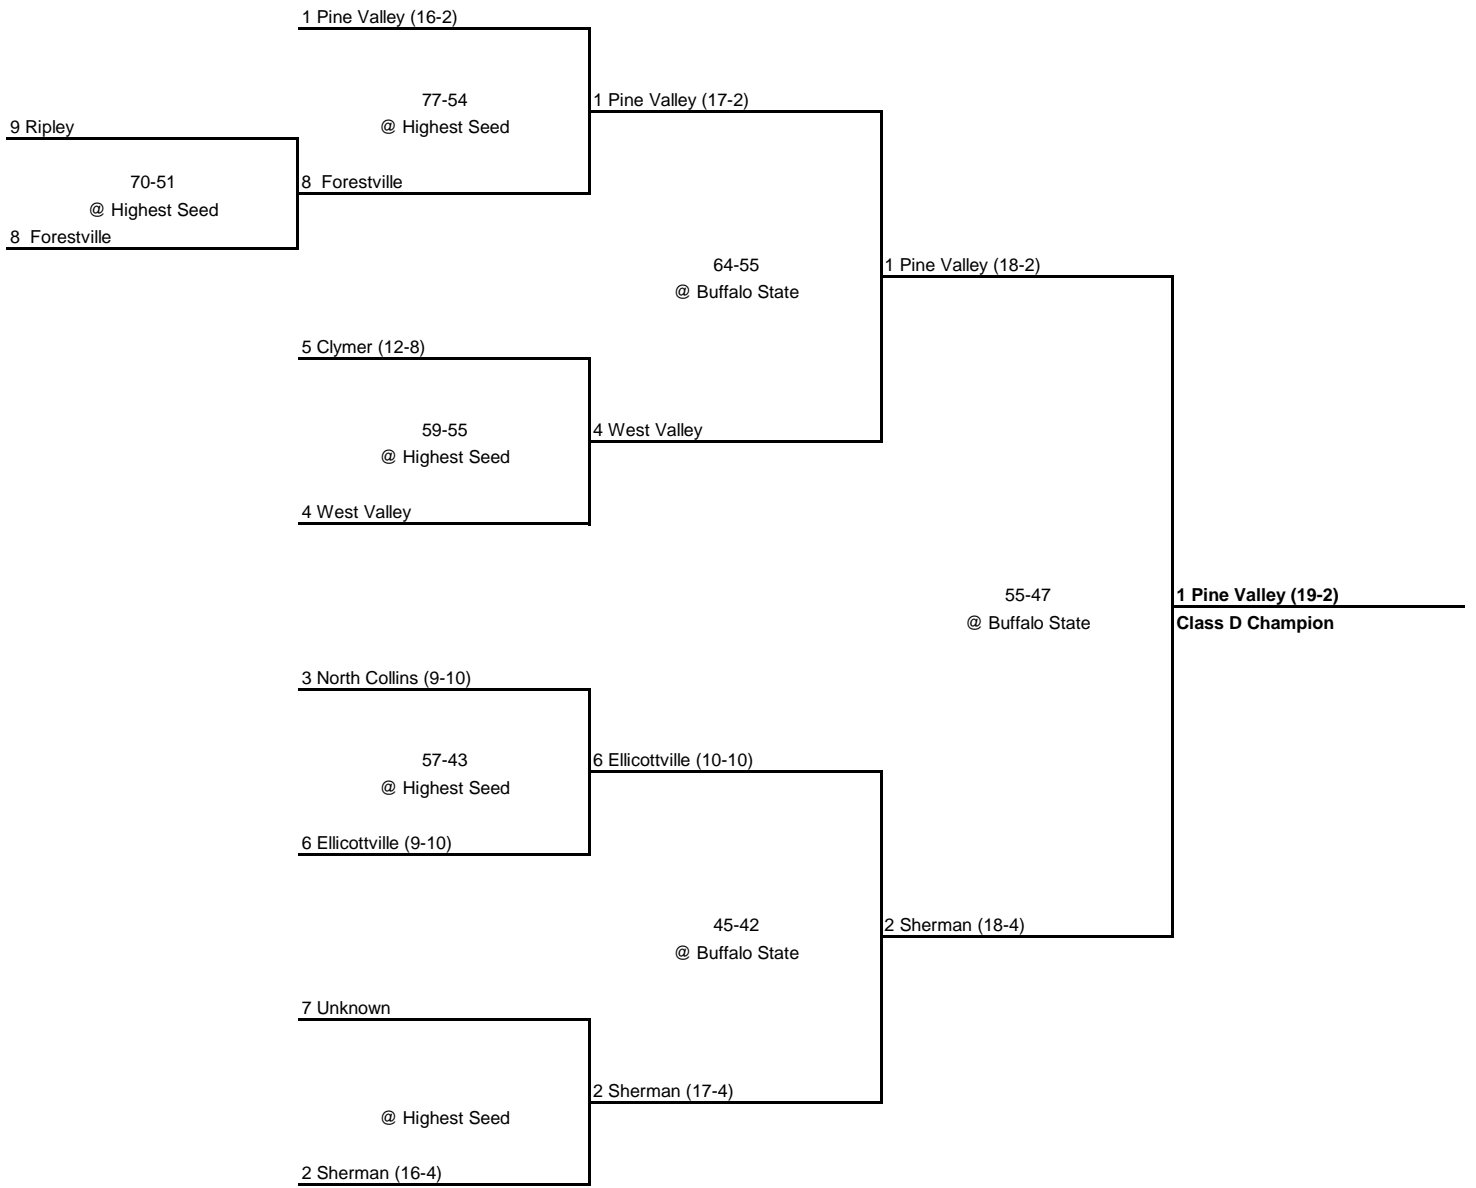 1 Pine Valley (16-2)
77-54
@ Highest Seed
1 Pine Valley (17-2)
9 Ripley
70-51
@ Highest Seed
8  Forestville
8  Forestville
64-55
@ Buffalo State
1 Pine Valley (18-2)
5 Clymer (12-8)
59-55
@ Highest Seed
4 West Valley
4 West Valley
55-47
@ Buffalo State
1 Pine Valley (19-2)
Class D Champion
3 North Collins (9-10)
57-43
@ Highest Seed
6 Ellicottville (10-10)
6 Ellicottville (9-10)
45-42
@ Buffalo State
2 Sherman (18-4)
7 Unknown
@ Highest Seed
2 Sherman (17-4)
2 Sherman (16-4)